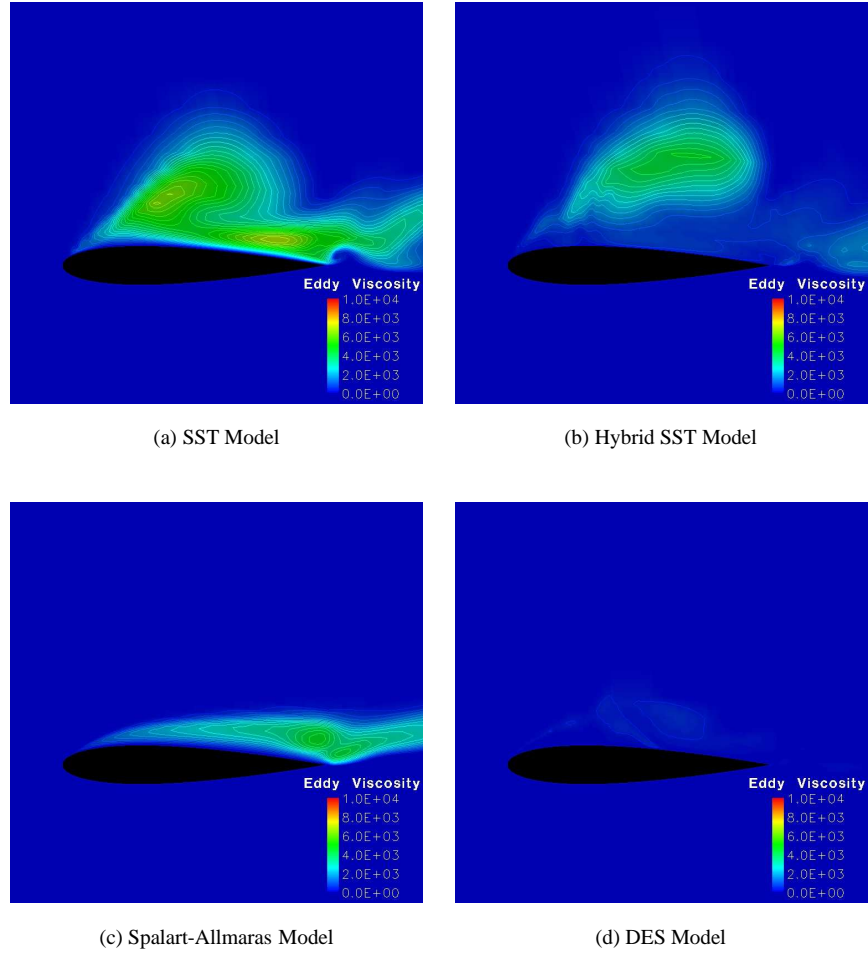 Eddy Viscosity
1.0E+04
8.0E+03
6.0E+03
4.0E+03
2.0E+03
0.0E+00
Eddy Viscosity
1.0E+04
8.0E+03
6.0E+03
4.0E+03
2.0E+03
0.0E+00
(a) SST Model
(b) Hybrid SST Model
Eddy Viscosity
1.0E+04
8.0E+03
6.0E+03
4.0E+03
2.0E+03
0.0E+00
Eddy Viscosity
1.0E+04
8.0E+03
6.0E+03
4.0E+03
2.0E+03
0.0E+00
(c) Spalart-Allmaras Model
(d) DES Model